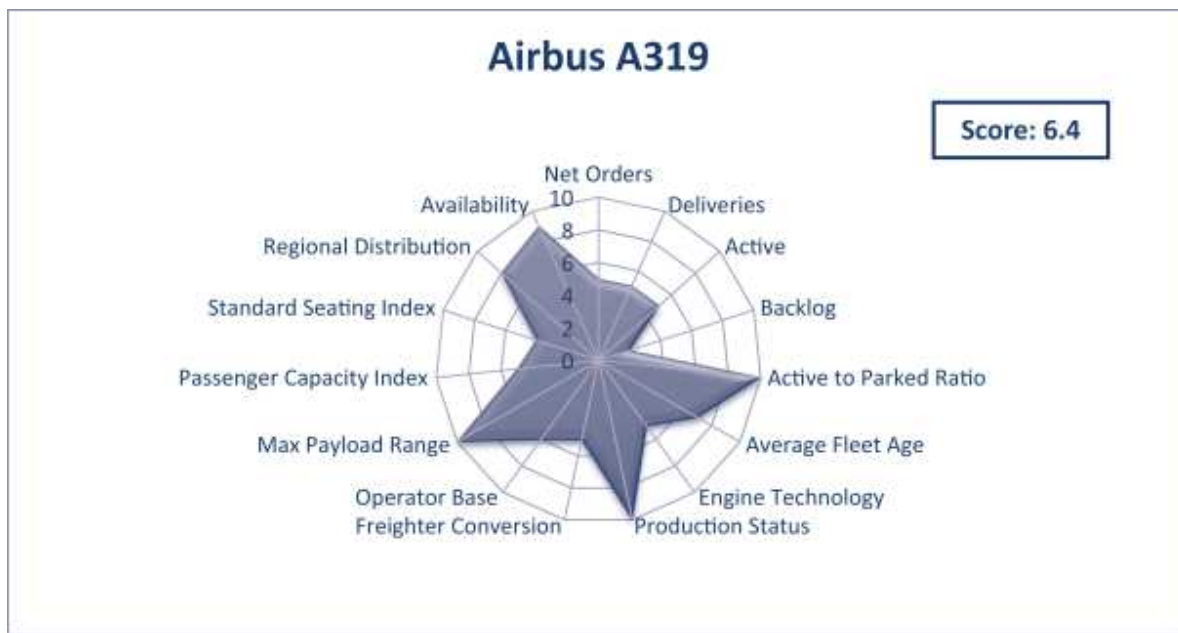 Airbus A319
Score: 6.4
Net Orders
10
Availability
Deliveries
8
Regional Distribution
Active
6
4
Standard Seating Index
Backlog
2
0
Passenger Capacity Index
Active to Parked Ratio
Max Payload Range
Average Fleet Age
Operator Base
Engine Technology
Freighter Conversion
Production Status